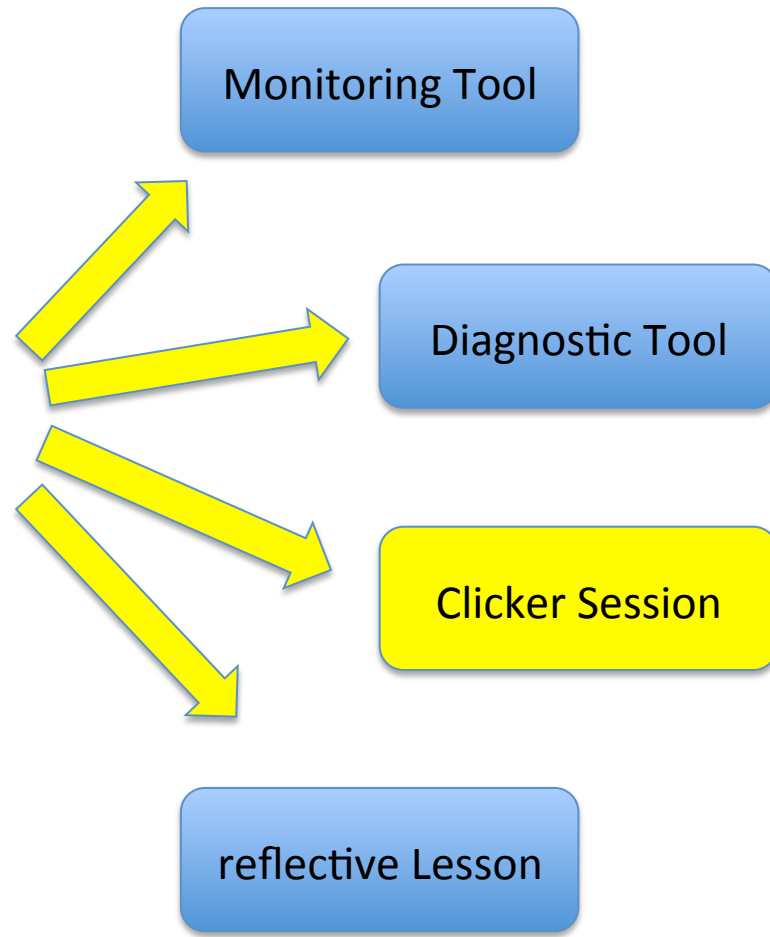 Monitoring Tool
Diagnostic Tool
Clicker Session
reflective Lesson